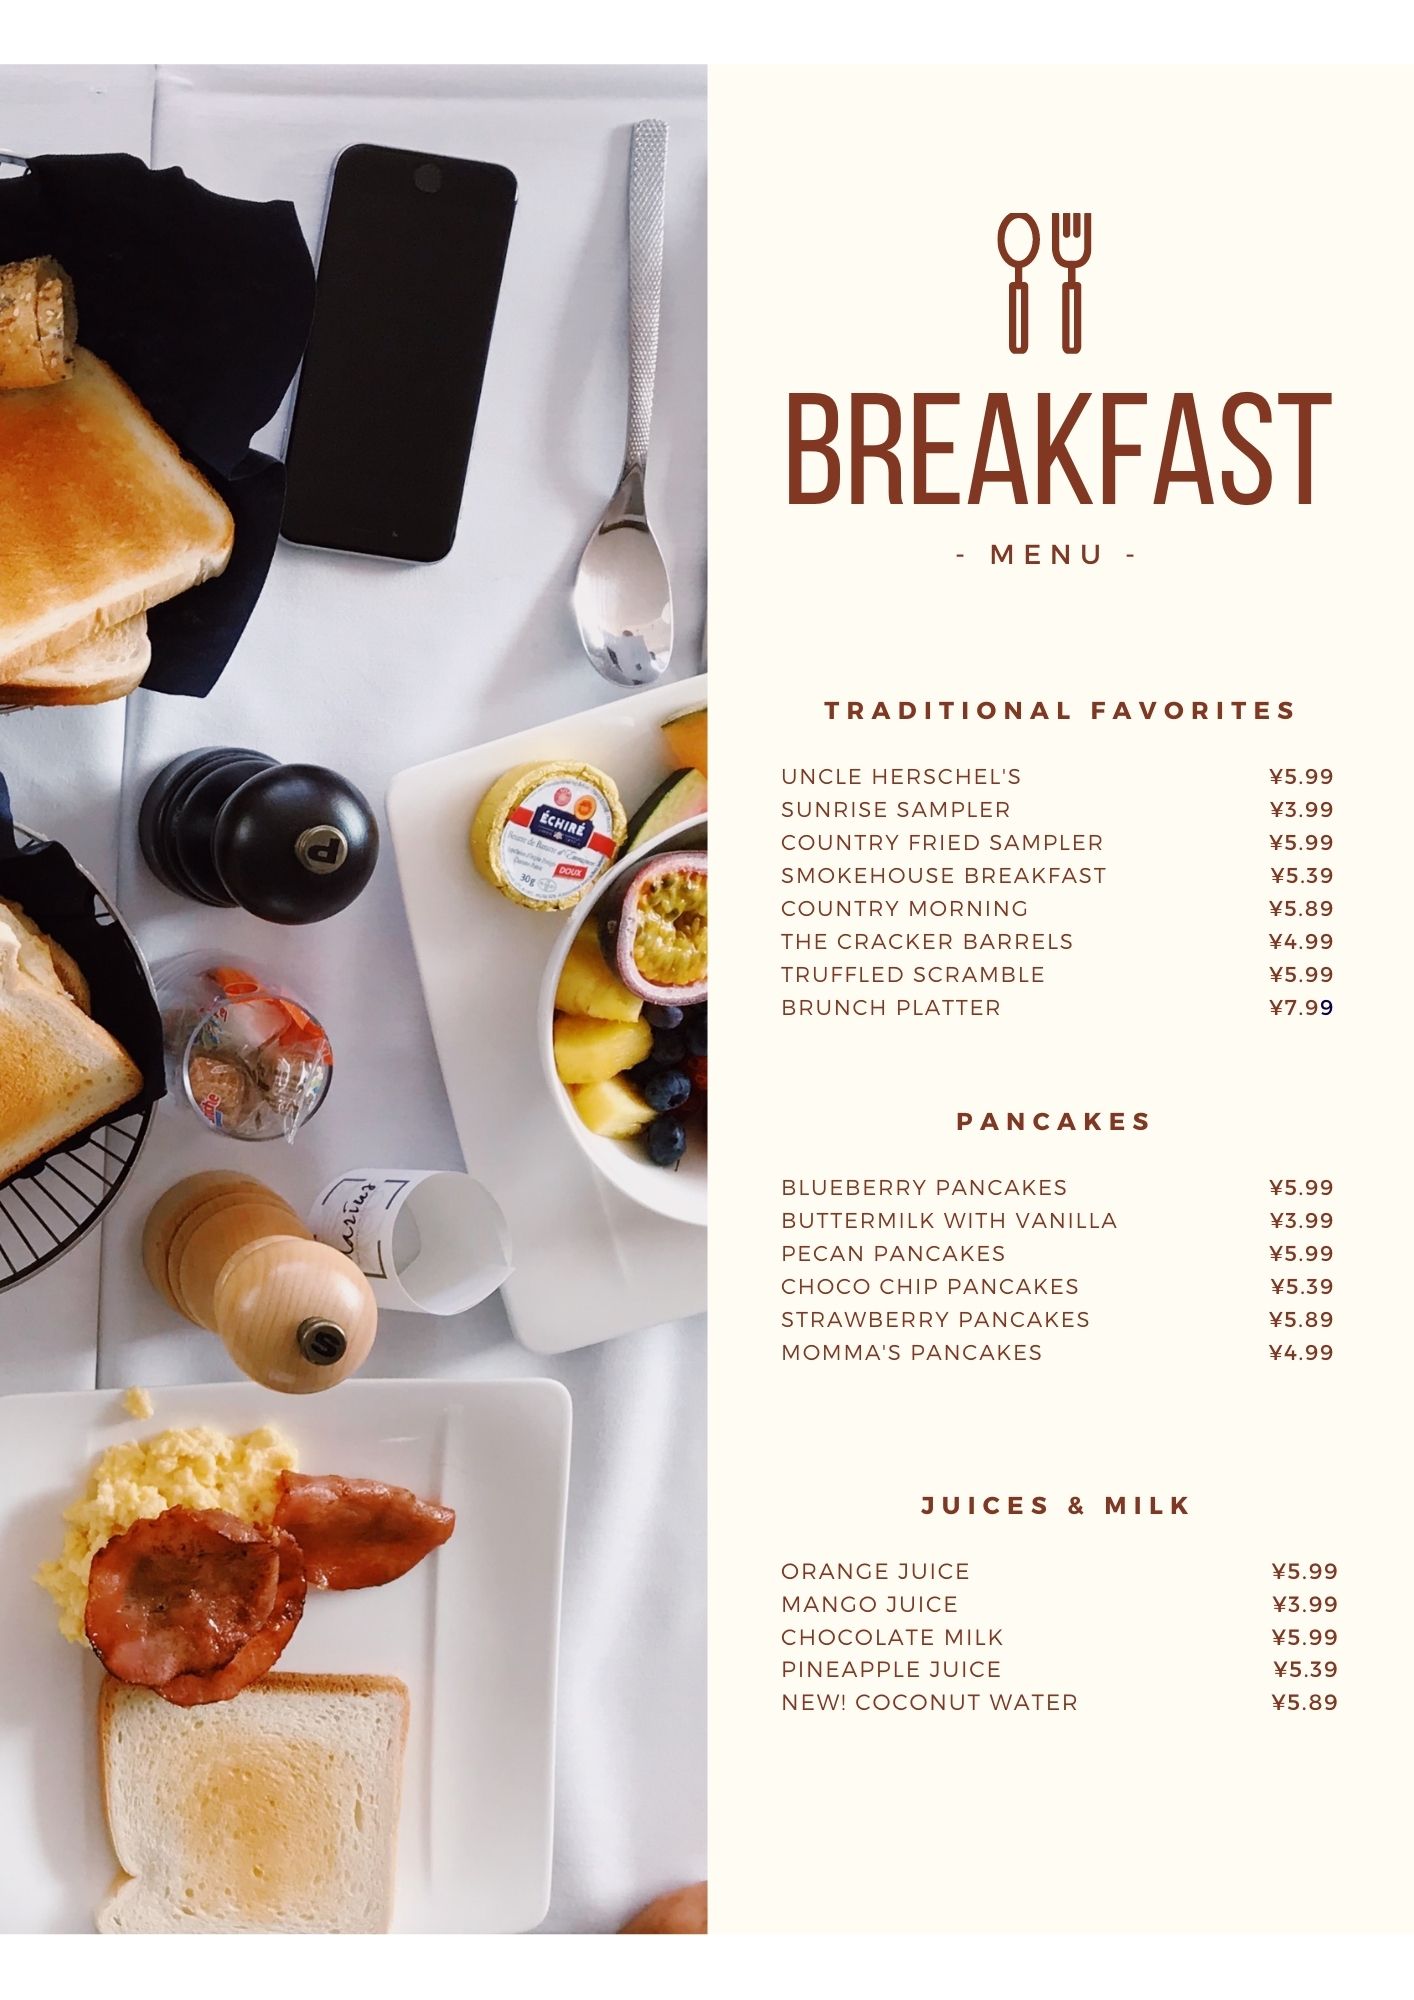 BREAKFAST
- MENU -
TRADITIONAL FAVORITES
UNCLE HERSCHEL'S ¥5.99
SUNRISE SAMPLER ¥3.99
COUNTRY FRIED SAMPLER ¥5.99
SMOKEHOUSE BREAKFAST ¥5.39
COUNTRY MORNING ¥5.89
THE CRACKER BARRELS ¥4.99
TRUFFLED SCRAMBLE ¥5.99
BRUNCH PLATTER ¥7.99
PANCAKES
BLUEBERRY PANCAKES ¥5.99
BUTTERMILK WITH VANILLA ¥3.99
PECAN PANCAKES ¥5.99
CHOCO CHIP PANCAKES ¥5.39
STRAWBERRY PANCAKES ¥5.89
MOMMA'S PANCAKES ¥4.99
JUICES & MILK
ORANGE JUICE ¥5.99
MANGO JUICE ¥3.99
CHOCOLATE MILK ¥5.99
PINEAPPLE JUICE ¥5.39
NEW! COCONUT WATER ¥5.89
P
ÉCHIRÉ
DOUX
30g
S